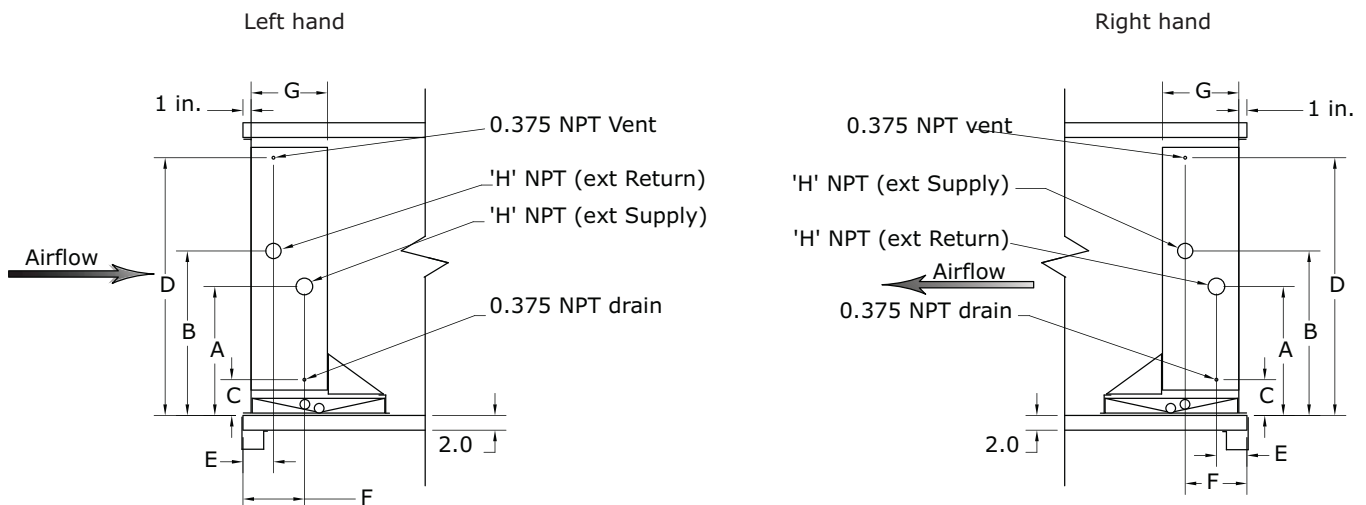 Left hand
G
1 in.
0.375 NPT Vent
'H' NPT (ext Return)
'H' NPT (ext Supply)
Airflow
D
B
A
0.375 NPT drain
C
2.0
E
F
Right hand
G
1 in.
0.375 NPT vent
'H' NPT (ext Supply)
'H' NPT (ext Return)
Airflow
D
B
A
0.375 NPT drain
C
2.0
E
F